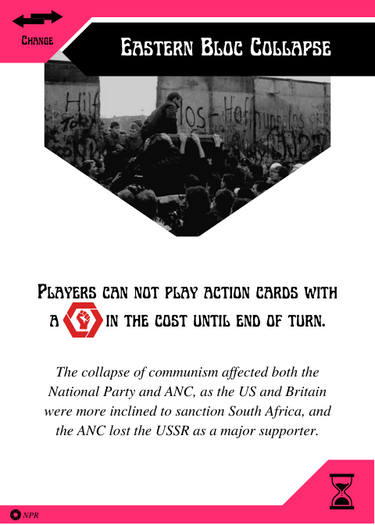 Change
Eastern Bloc Collapse
Players can not play action cards with
a in the cost until end of turn.
The collapse of communism affected both the
National Party and ANC, as the US and Britain
were more inclined to sanction South Africa, and
the ANC lost the USSR as a major supporter.
NPR